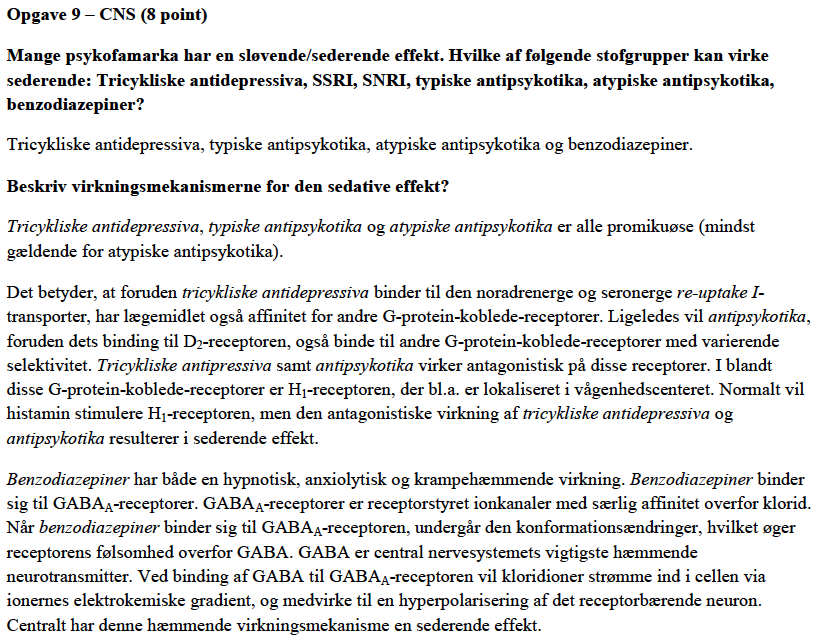 Opgave 9 – CNS (8 point)
Mange psykofamarka har en sløvende/sederende effekt. Hvilke af følgende stofgrupper kan virke
sederende: Tricykliske antidepressiva, SSRI, SNRI, typiske antipsykotika, atypiske antipsykotika,
benzodiazepiner?
Tricykliske antidepressiva, typiske antipsykotika, atypiske antipsykotika og benzodiazepiner.
Beskriv virkningsmekanismerne for den sedative effekt?
Tricykliske antidepressiva, typiske antipsykotika og atypiske antipsykotika er alle promikuøse (mindst
gældende for atypiske antipsykotika).
Det betyder, at foruden tricykliske antidepressiva binder til den noradrenerge og seronerge re-uptake I-
transporter, har lægemidlet også affinitet for andre G-protein-koblede-receptorer. Ligeledes vil antipsykotika,
foruden dets binding til D2-receptoren, også binde til andre G-protein-koblede-receptorer med varierende
selektivitet. Tricykliske antipressiva samt antipsykotika virker antagonistisk på disse receptorer. I blandt
disse G-protein-koblede-receptorer er H1-receptoren, der bl.a. er lokaliseret i vågenhedscenteret. Normalt vil
histamin stimulere H1-receptoren, men den antagonistiske virkning af tricykliske antidepressiva og
antipsykotika resulterer i sederende effekt.
Benzodiazepiner har både en hypnotisk, anxiolytisk og krampehæmmende virkning. Benzodiazepiner binder
sig til GABAA-receptorer. GABAA-receptorer er receptorstyret ionkanaler med særlig affinitet overfor klorid.
Når benzodiazepiner binder sig til GABAA-receptoren, undergår den konformationsændringer, hvilket øger
receptorens følsomhed overfor GABA. GABA er central nervesystemets vigtigste hæmmende
neurotransmitter. Ved binding af GABA til GABAA-receptoren vil kloridioner strømme ind i cellen via
ionernes elektrokemiske gradient, og medvirke til en hyperpolarisering af det receptorbærende neuron.
Centralt har denne hæmmende virkningsmekanisme en sederende effekt.